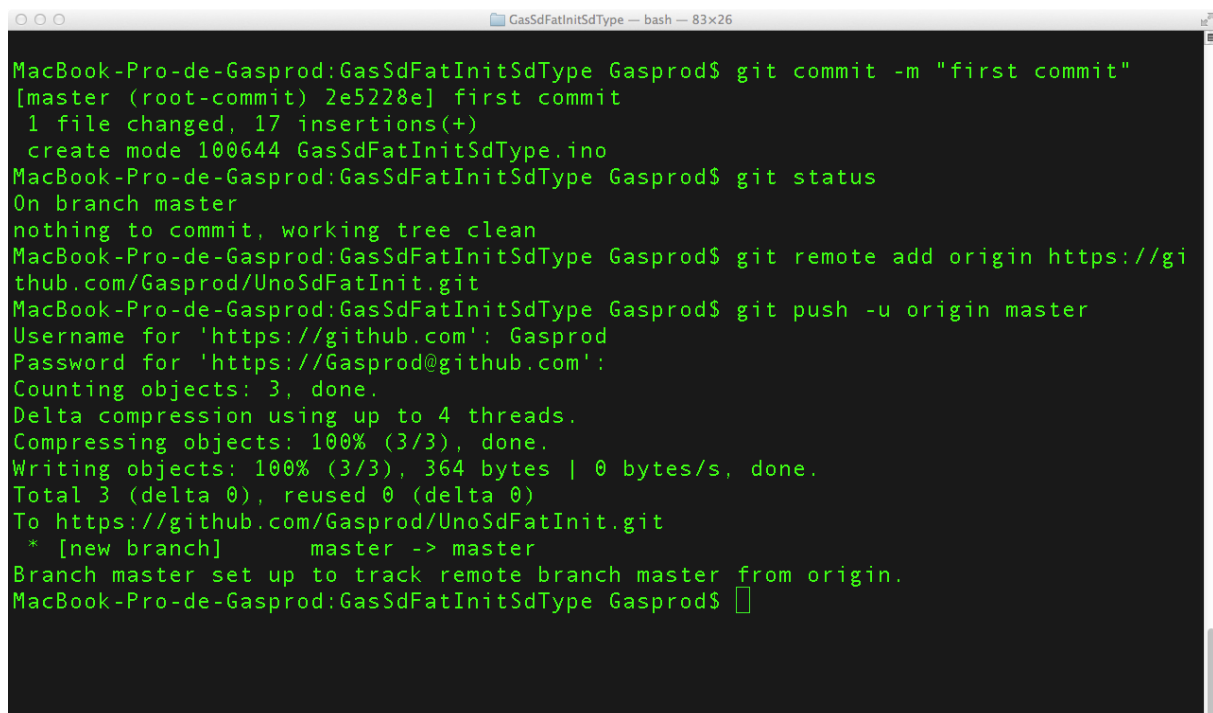 GasSdFatInitSdType — bash — 83×26
MacBook-Pro-de-Gasprod:GasSdFatInitSdType Gasprod$ git commit -m "first commit"
[master (root-commit) 2e5228e] first commit
 1 file changed, 17 insertions(+)
 create mode 100644 GasSdFatInitSdType.ino
MacBook-Pro-de-Gasprod:GasSdFatInitSdType Gasprod$ git status
On branch master
nothing to commit, working tree clean
MacBook-Pro-de-Gasprod:GasSdFatInitSdType Gasprod$ git remote add origin https://gi
thub.com/Gasprod/UnoSdFatInit.git
MacBook-Pro-de-Gasprod:GasSdFatInitSdType Gasprod$ git push -u origin master
Username for 'https://github.com': Gasprod
Password for 'https://Gasprod@github.com':
Counting objects: 3, done.
Delta compression using up to 4 threads.
Compressing objects: 100% (3/3), done.
Writing objects: 100% (3/3), 364 bytes | 0 bytes/s, done.
Total 3 (delta 0), reused 0 (delta 0)
To https://github.com/Gasprod/UnoSdFatInit.git
 * [new branch]      master -> master
Branch master set up to track remote branch master from origin.
MacBook-Pro-de-Gasprod:GasSdFatInitSdType Gasprod$